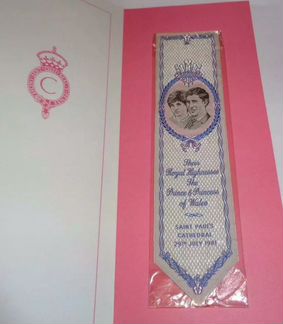 C
Their
Royal Highnesses
The
Prince & Princess
of Wales
SAINT PAUL'S
CATHEDRAL
29TH JULY 1981